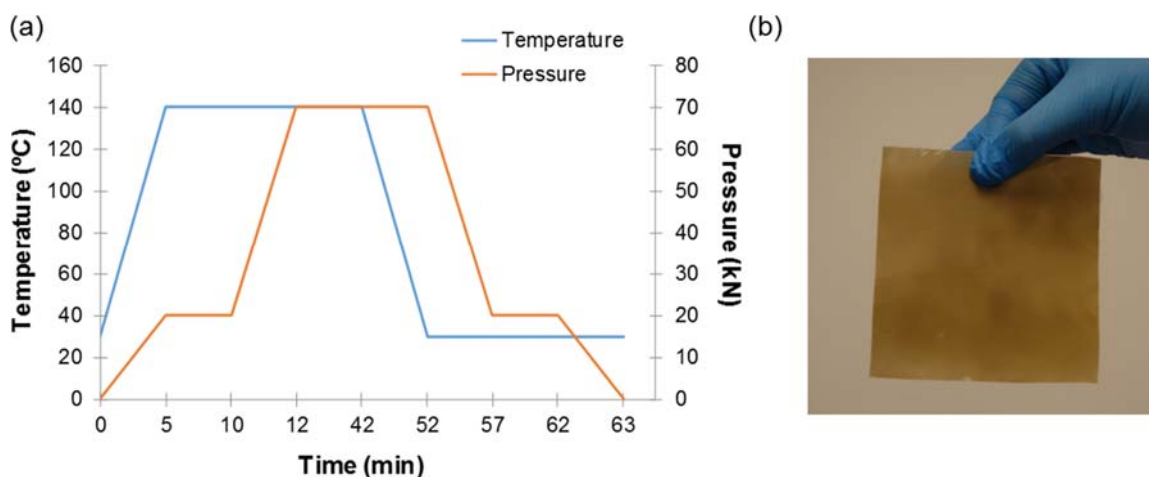 (a)
Temperature
Pressure
160
140
120
100
80
60
40
20
0
Temperature (ºC)
80
70
60
50
40
30
20
10
0
Pressure (kN)
0 5 10 12 42 52 57 62 63
Time (min)
(b)